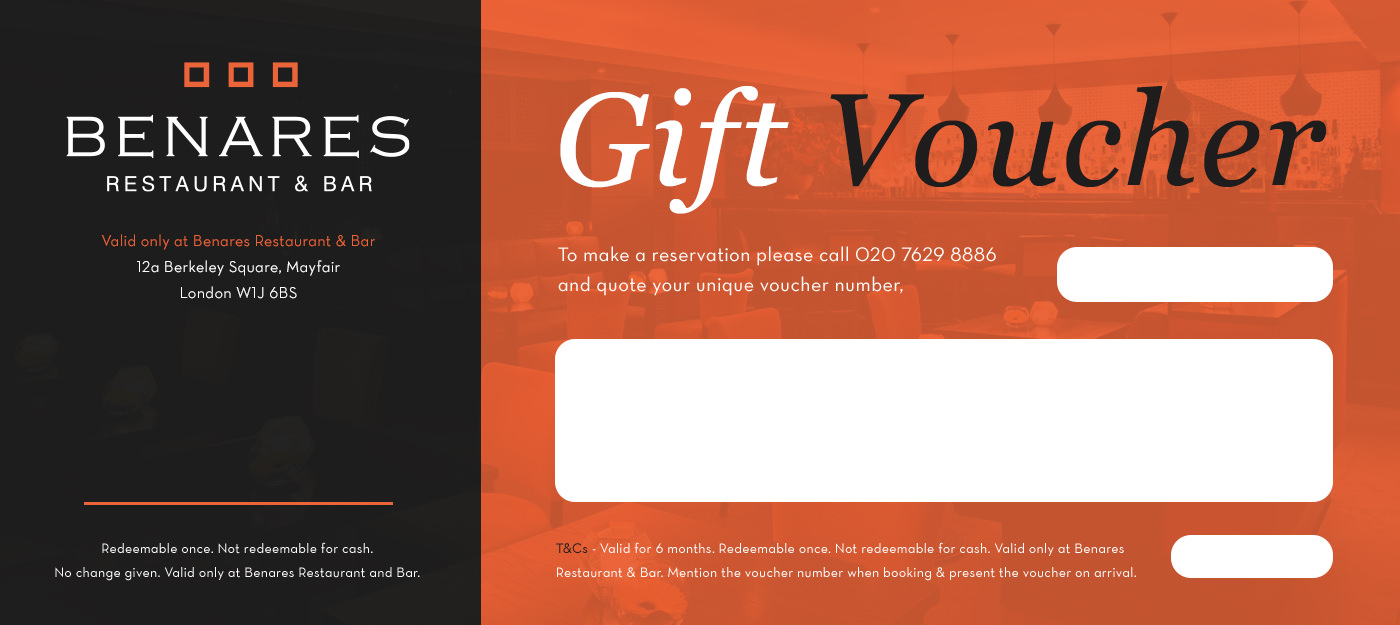 BENARES
RESTAURANT & BAR
Valid only at Benares Restaurant & Bar
12a Berkeley Square, Mayfair
London W1J 6BS
Redeemable once. Not redeemable for cash.
No change given. Valid only at Benares Restaurant and Bar.
Gift Voucher
To make a reservation please call 020 7629 8886
and quote your unique voucher number,
T&Cs - Valid for 6 months. Redeemable once. Not redeemable for cash. Valid only at Benares
Restaurant & Bar. Mention the voucher number when booking & present the voucher on arrival.